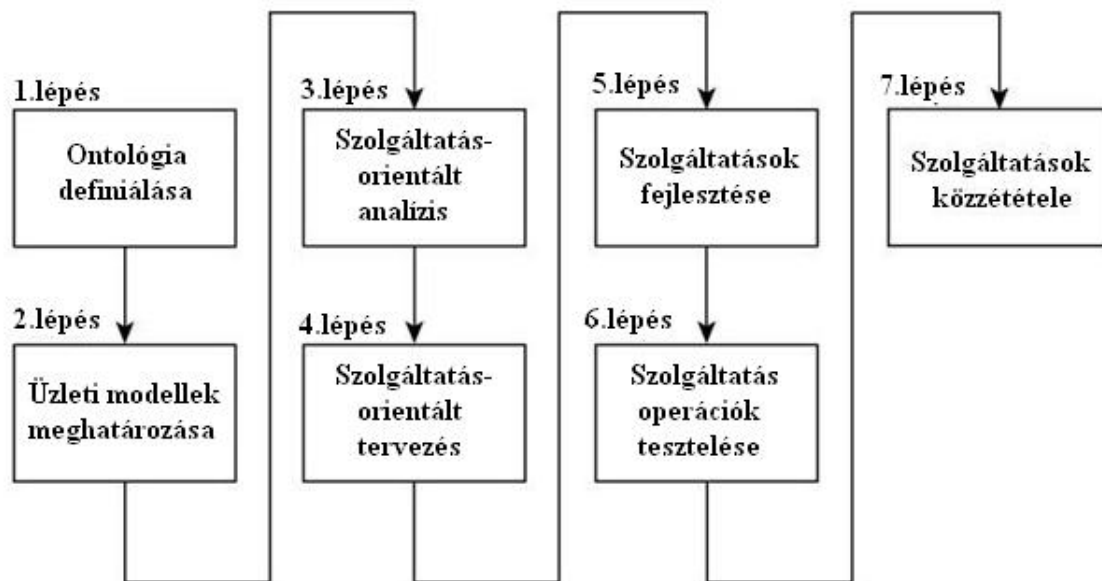 1.lépés
Ontológia
definiálása
2.lépés
Üzleti modellek
meghatározása
3.lépés
Szolgáltatás-
orientált
analízis
4.lépés
Szolgáltatás-
orientált
tervezés
5.lépés
Szolgáltatások
fejlesztése
6.lépés
Szolgáltatás
operációk
tesztelése
7.lépés
Szolgáltatások
közzététele